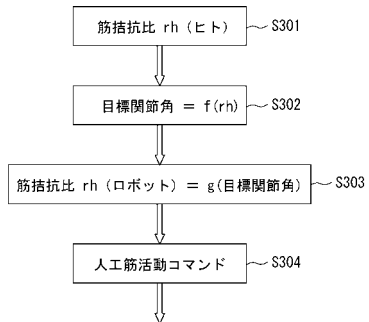 筋拮抗比 rh (ヒト) S301
目標関節角 = f(rh) S302
筋拮抗比 rh (ロボット) = g(目標関節角) S303
人工筋活動コマンド S304